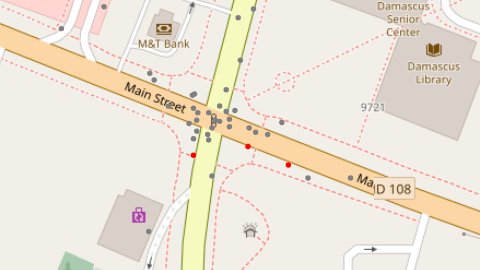 Damascus
Senior
Center
M&T Bank
Damascus
Library
Main Street
9721
Ma
D 108